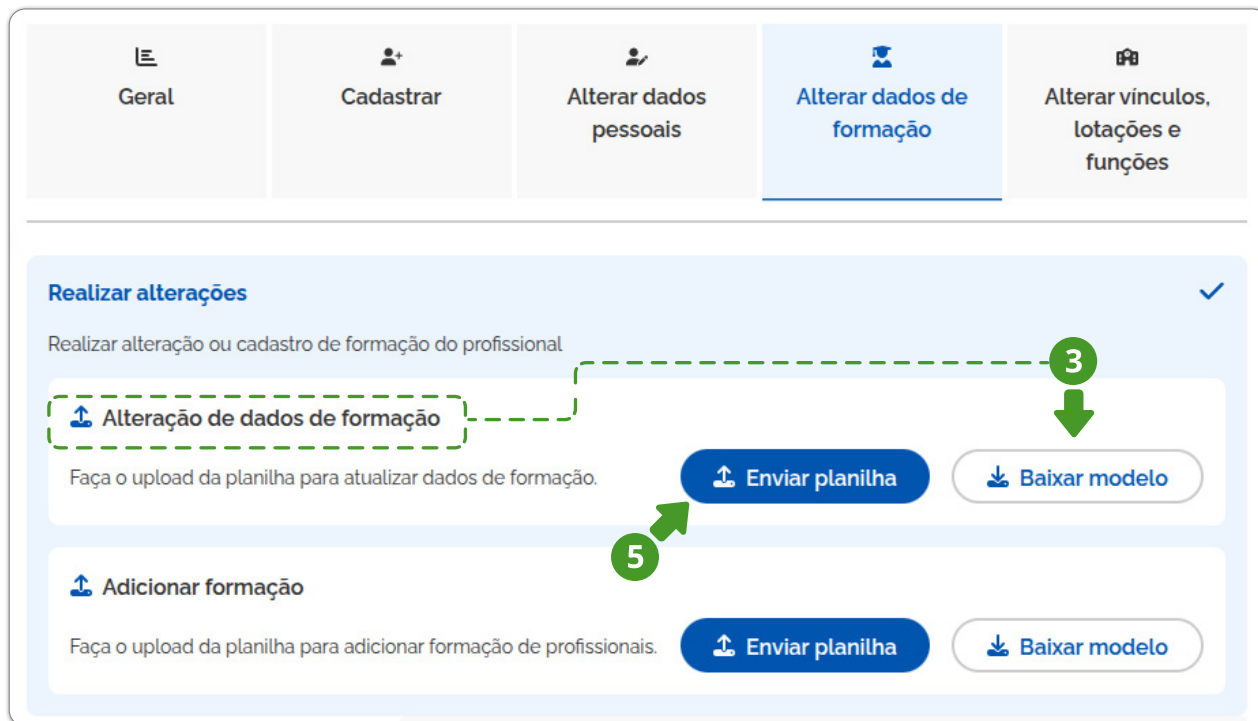 Geral
Cadastrar
Alterar dados
pessoais
Alterar dados de
formação
Alterar vínculos,
lotações e
funções
Realizar alterações
Realizar alteração ou cadastro de formação do profissional
3
Alteração de dados de formação
Faça o upload da planilha para atualizar dados de formação.
Enviar planilha
Baixar modelo
5
Adicionar formação
Faça o upload da planilha para adicionar formação de profissionais.
Enviar planilha
Baixar modelo